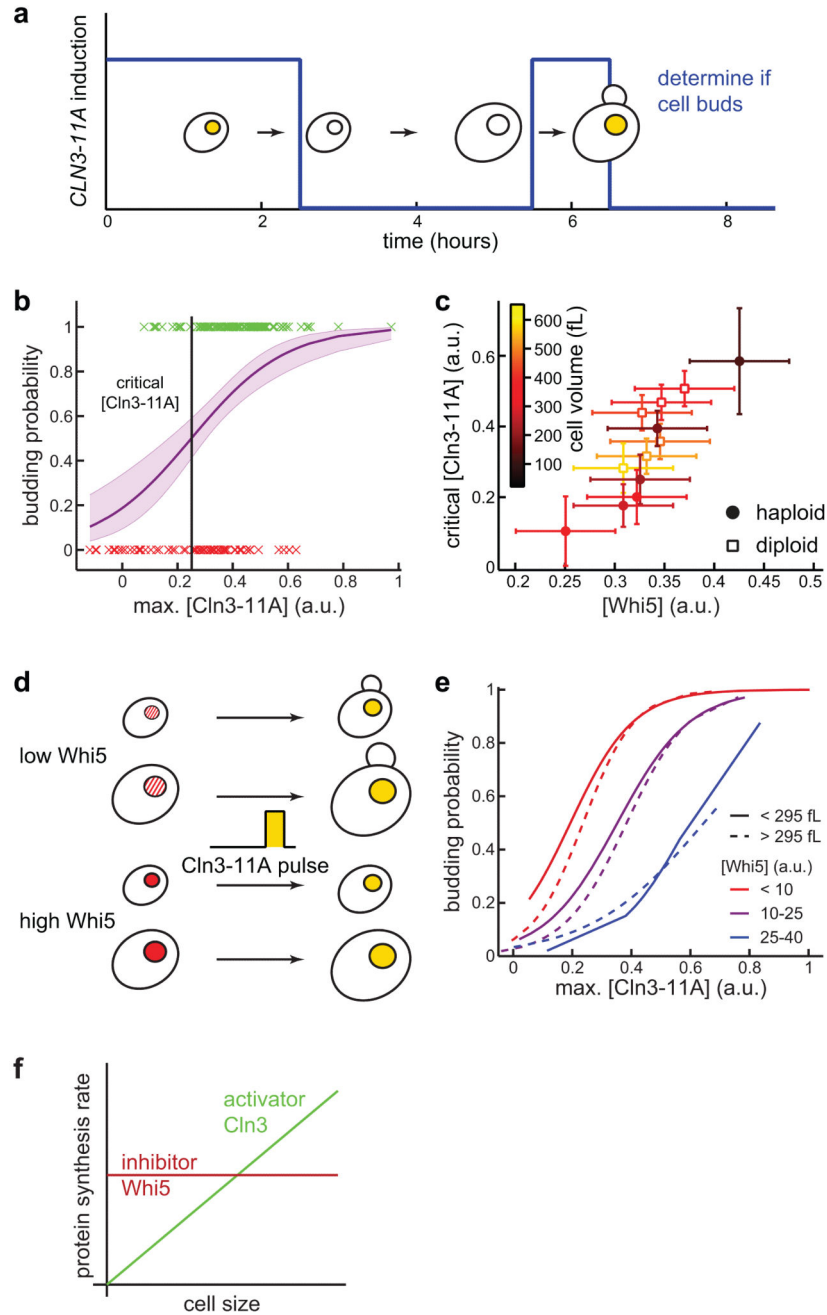 a
CLN3-11A induction
determine if
cell buds
0
2
4
6
8
time (hours)
b
budding probability
1
0.8
0.6
0.4
0.2
0
critical
[Cln3-11A]
0
0.2
0.4
0.6
0.8
1
max. [Cln3-11A] (a.u.)
c
critical [Cln3-11A] (a.u.)
0.6
0.4
0.2
0
600
500
400
300
200
100
cell volume (fL)
haploid
diploid
0.2
0.25
0.3
0.35
0.4
0.45
0.5
[Whi5] (a.u.)
d
low Whi5
Cln3-11A pulse
high Whi5
e
budding probability
1
0.8
0.6
0.4
0.2
0
< 295 fL
> 295 fL
[Whi5] (a.u.)
< 10
10-25
25-40
0
0.2
0.4
0.6
0.8
1
max. [Cln3-11A] (a.u.)
f
protein synthesis rate
activator
Cln3
inhibitor
Whi5
cell size